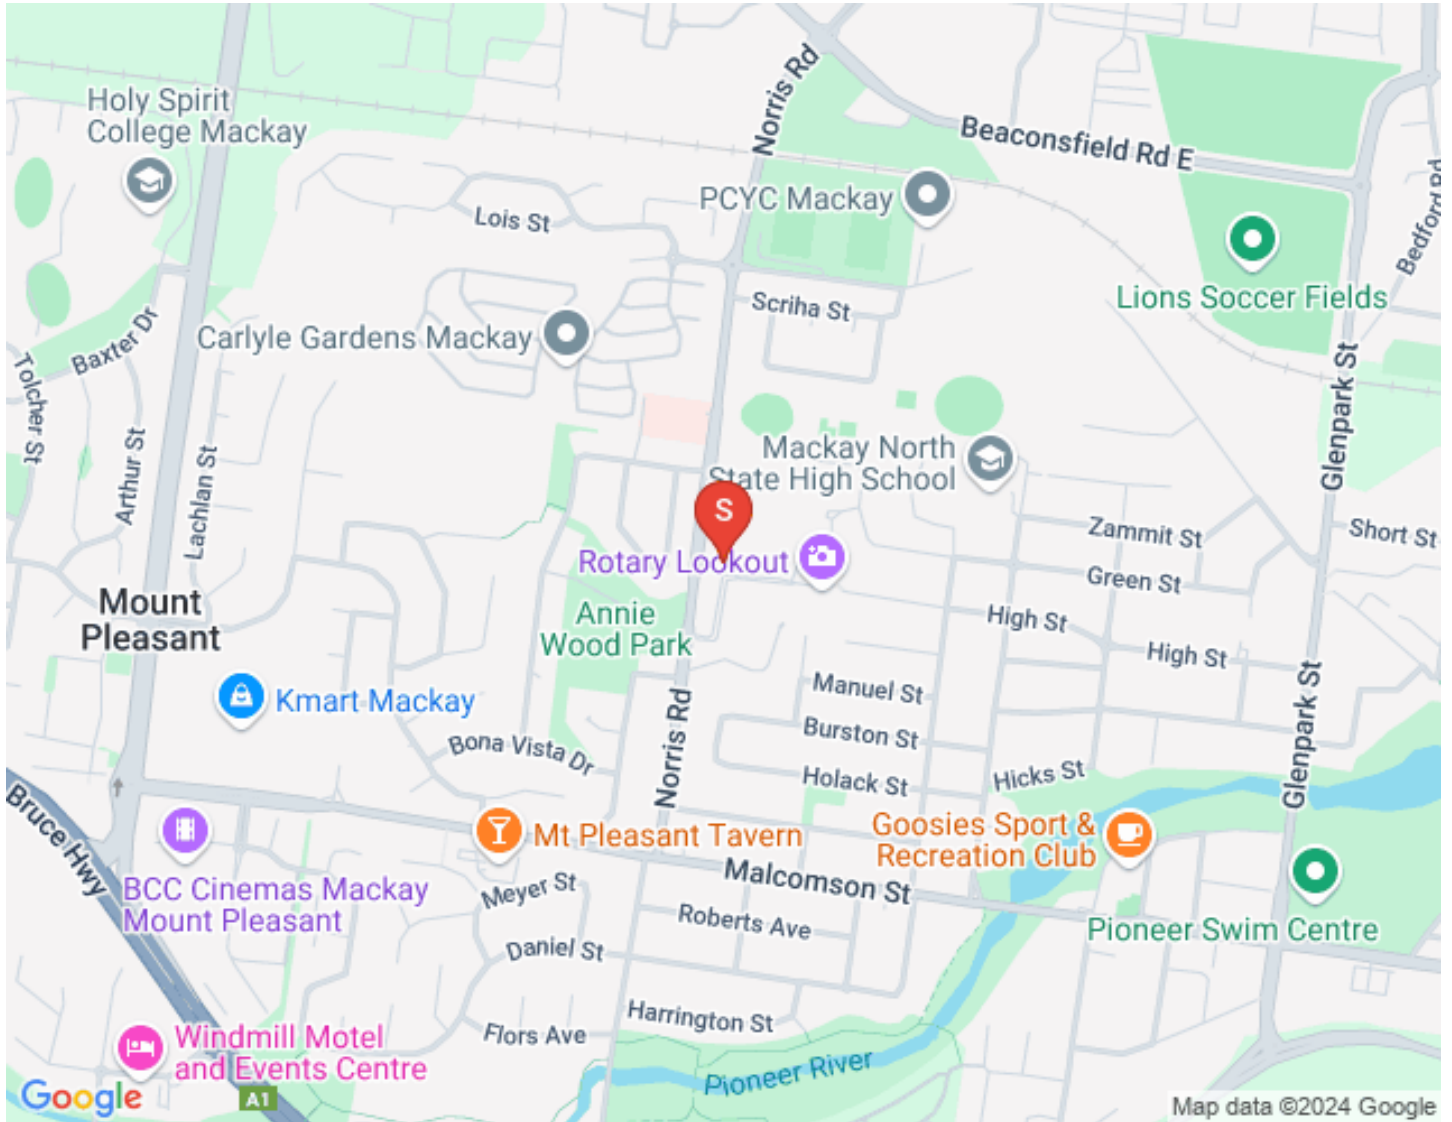 Norris Rd
Holy Spirit
College Mackay
Beaconsfield Rd E
PCYC Mackay
Bedford Rd
Lois St
Lions Soccer Fields
Scriha St
Baxter Dr
Carlyle Gardens Mackay
Tolcher St
Glenpark St
Arthur St
Lachlan St
Mackay North
State High School
S
Zammit St
Short St
Rotary Lookout
Green St
Mount
Pleasant
Annie
Wood Park
High St
High St
Manuel St
Kmart Mackay
Norris Rd
Burston St
Glenpark St
Bona Vista Dr
Holack St
Hicks St
Bruce Hwy
Mt Pleasant Tavern
Goosies Sport &
Recreation Club
BCC Cinemas Mackay
Mount Pleasant
Meyer St
Malcomson St
Roberts Ave
Pioneer Swim Centre
Daniel St
Harrington St
Flors Ave
Windmill Motel
and Events Centre
Pioneer River
Google
A1
Map data ©2024 Google